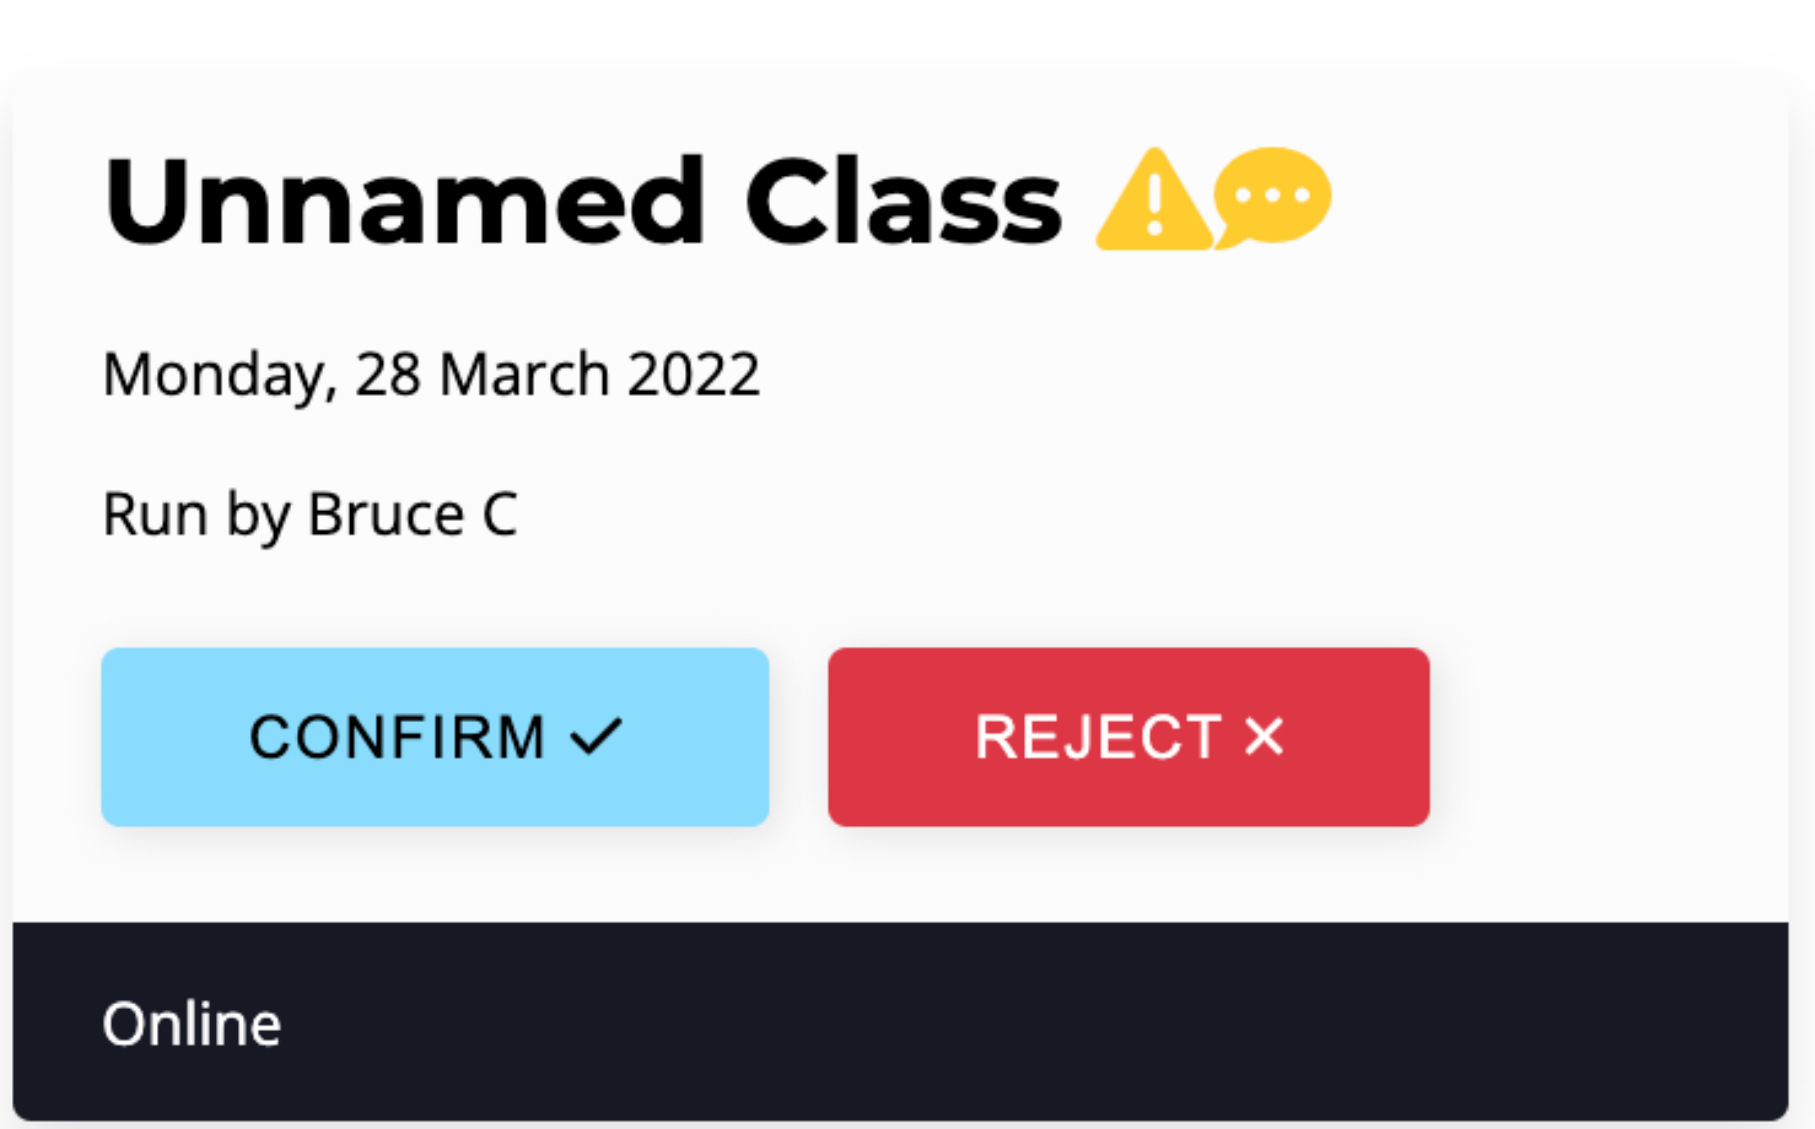 Unnamed Class
Monday, 28 March 2022
Run by Bruce C
CONFIRM
REJECT
Online